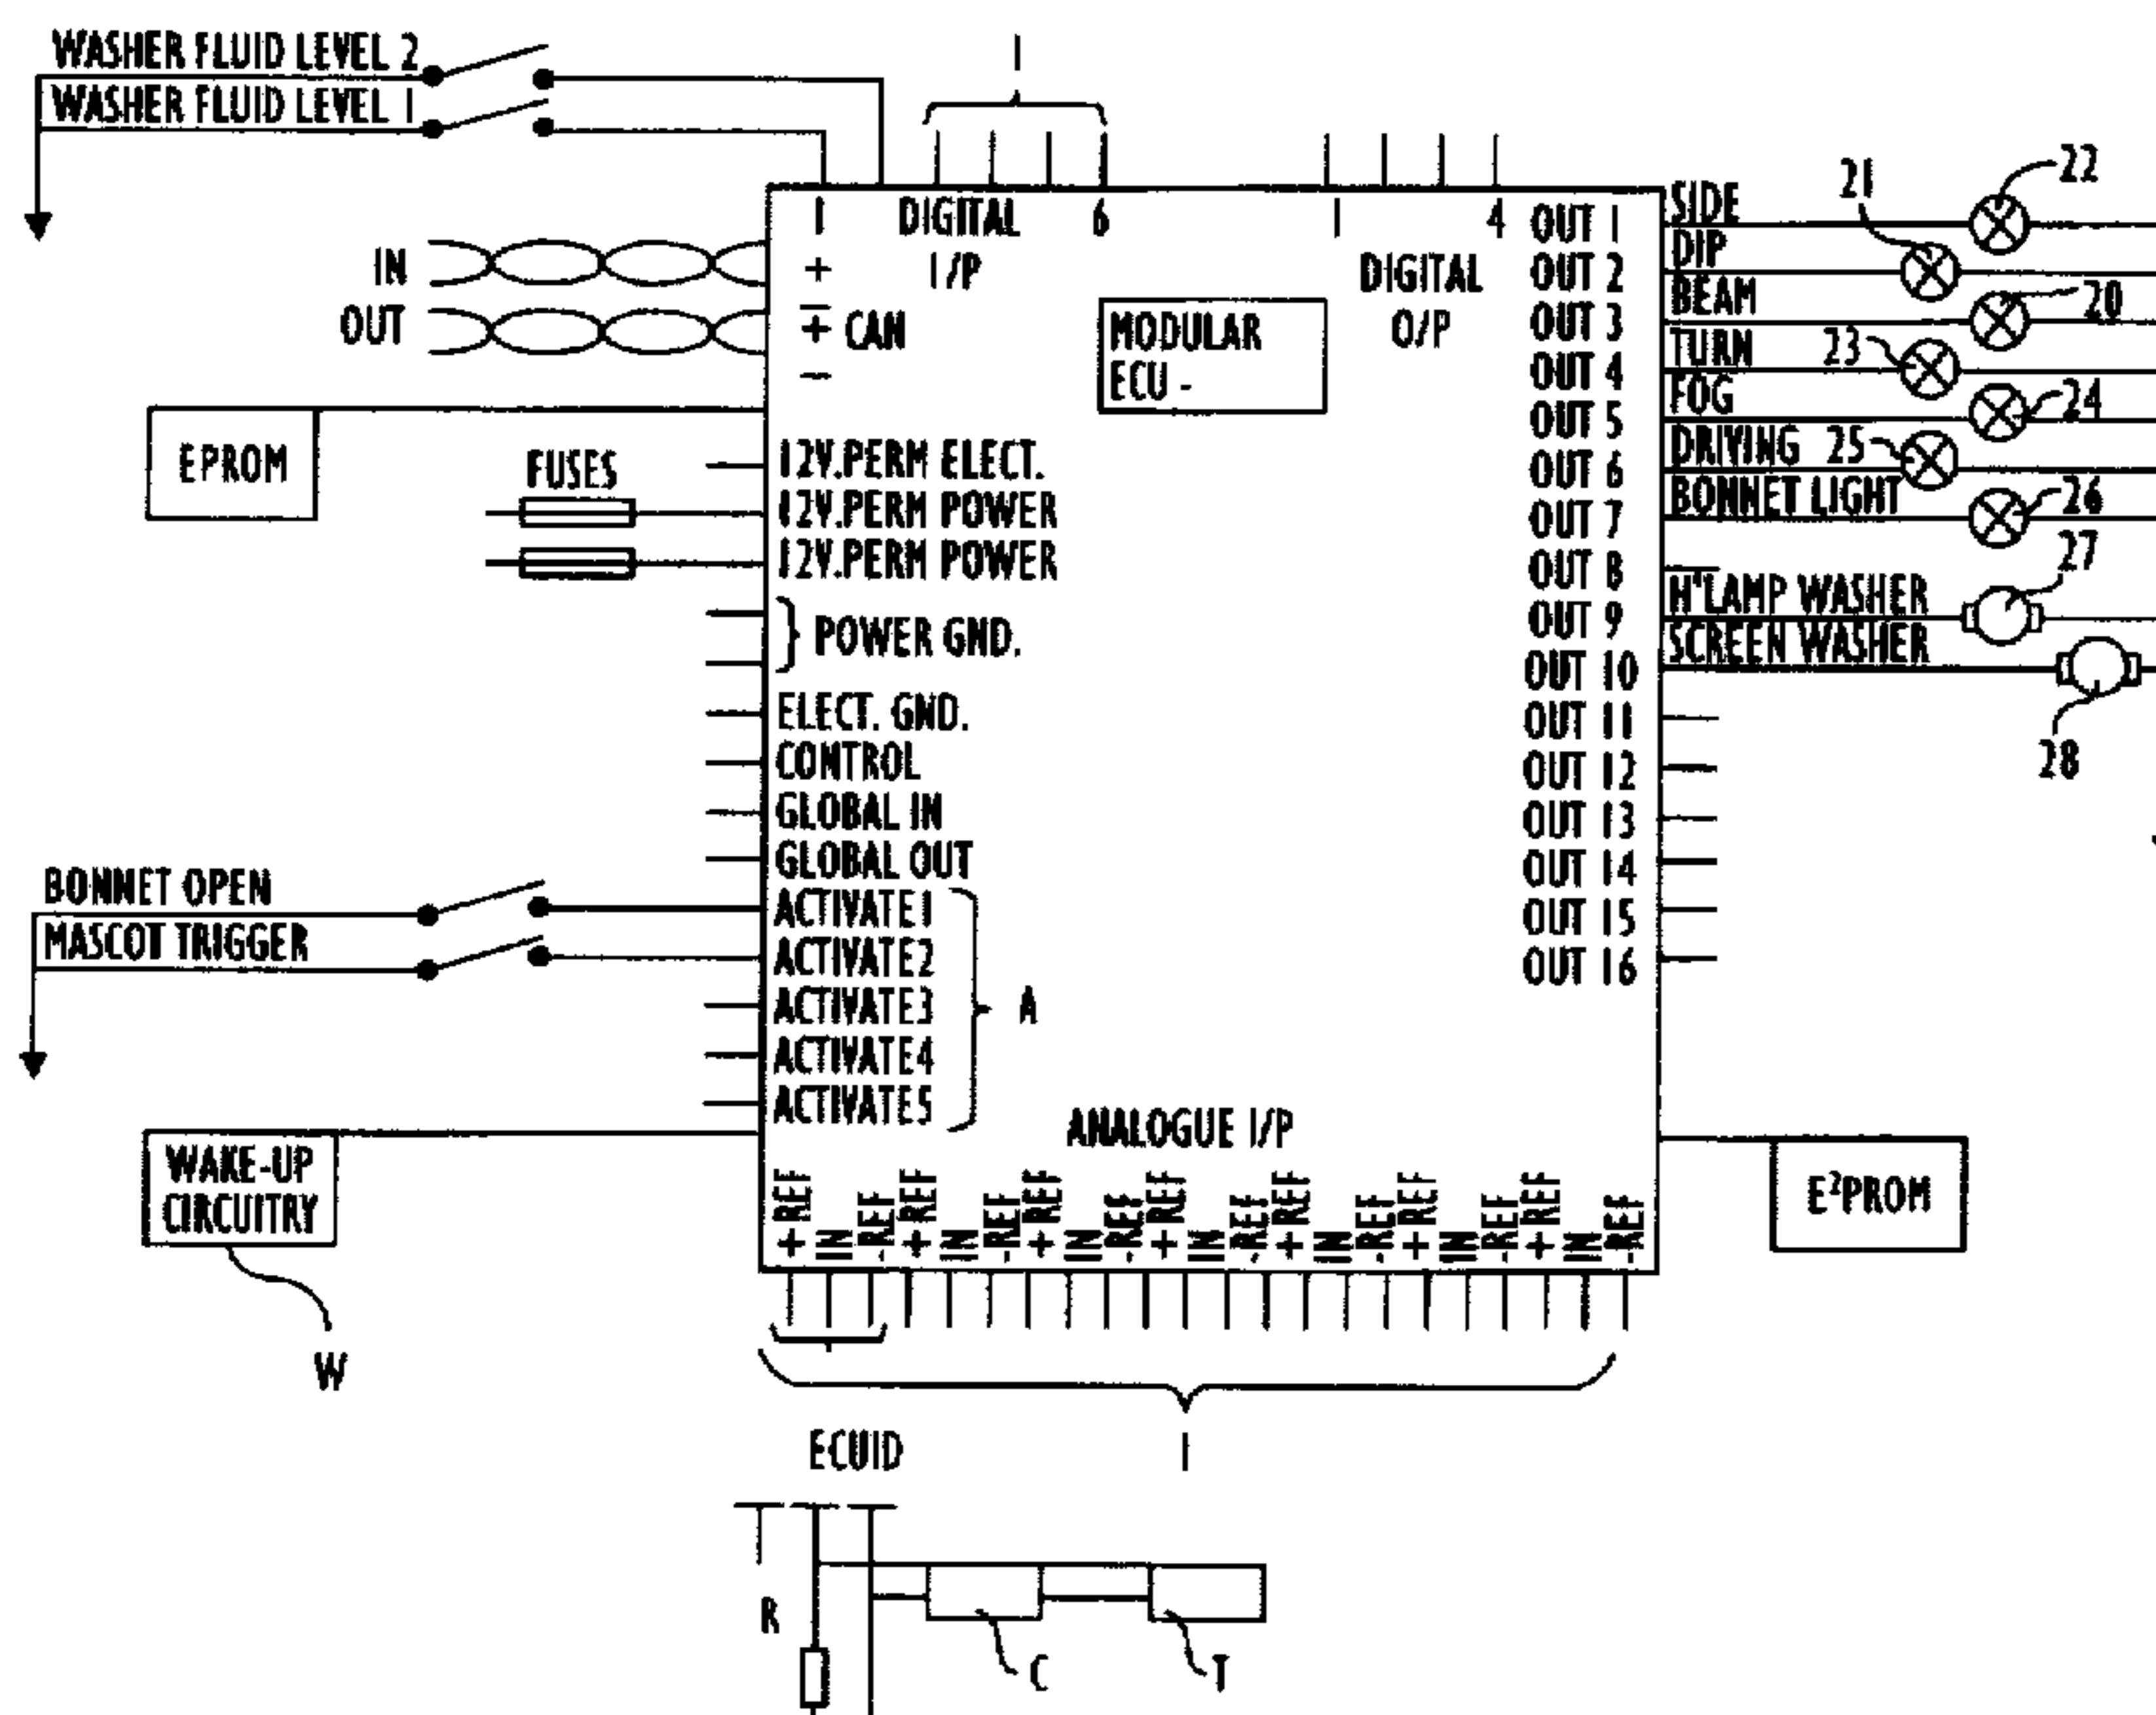 WASHER FLUID LEVEL 2
WASHER FLUID LEVEL 1
I
1 DIGITAL 6
I/P
1 4
DIGITAL
O/P
IN
OUT
+
–
+ CAN
–
MODULAR
ECU -
EPROM
FUSES
12V.PERM ELECT.
12V.PERM POWER
12V.PERM POWER
POWER GND.
ELECT. GND.
CONTROL
GLOBAL IN
GLOBAL OUT
BONNET OPEN
MASCOT TRIGGER
ACTIVATE1
ACTIVATE2
ACTIVATE3
ACTIVATE4
ACTIVATE5
A
WAKE-UP
CIRCUITRY
W
OUT 1
OUT 2
OUT 3
OUT 4
OUT 5
OUT 6
OUT 7
OUT 8
OUT 9
OUT 10
OUT 11
OUT 12
OUT 13
OUT 14
OUT 15
OUT 16
SIDE
22
21
DIP
BEAM
20
TURN 23
FOG
24
DRIVING 25
BONNET LIGHT
26
27
H'LAMP WASHER
SCREEN WASHER
28
ANALOGUE I/P
+REF IN -REF +REF IN -REF +REF IN -REF +REF IN -REF +REF IN -REF +REF IN -REF +REF IN -REF
E²PROM
ECUID
I
R
C
T